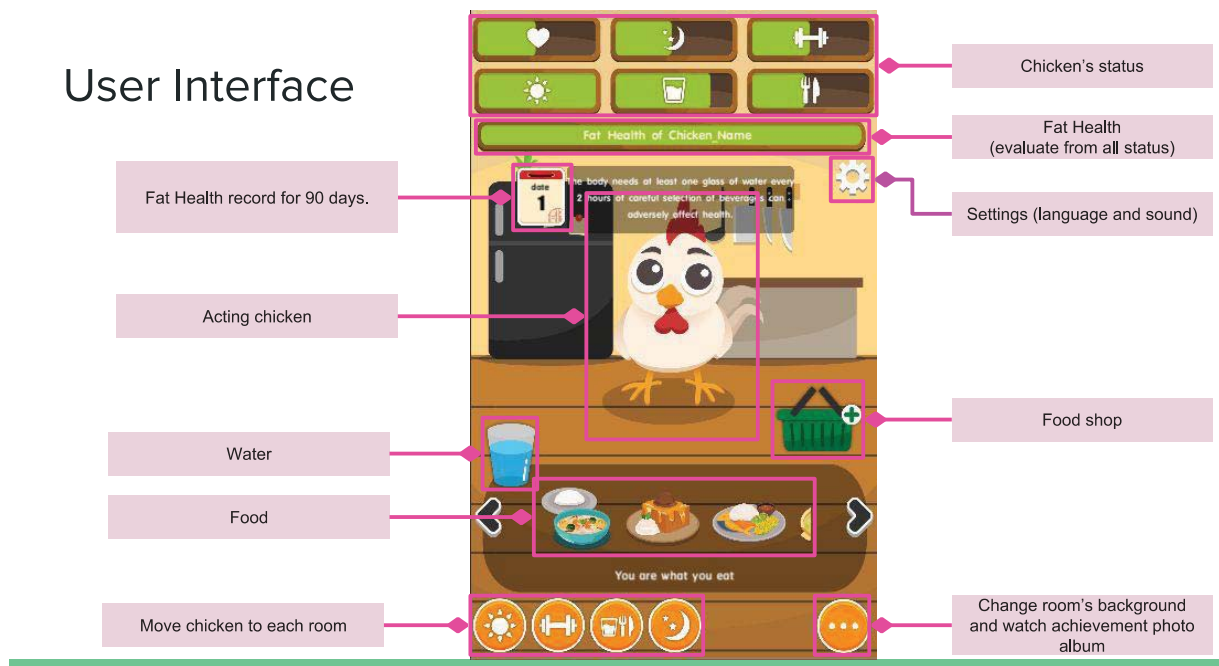 User Interface
Chicken's status
Fat Health of Chicken_Name
Fat Health
(evaluate from all status)
date
1
The body needs at least one glass of water every
2 hours of careful selection of beverages can
adversely affect health.
Fat Health record for 90 days.
Settings (language and sound)
Acting chicken
Food shop
Water
Food
You are what you eat
Move chicken to each room
Change room's background
and watch achievement photo
album